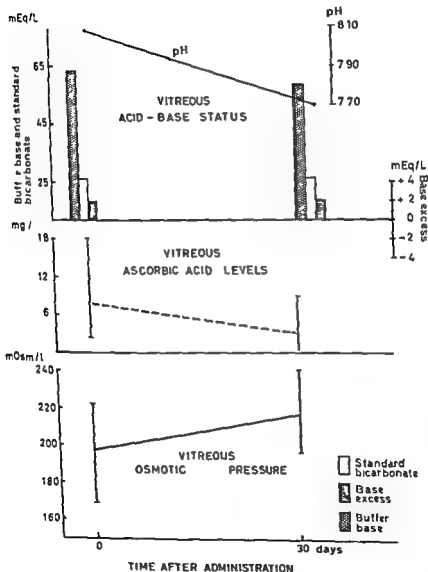 mEq/L
pH
8 10
7.90
7.70
pH
65
45
25
VITREOUS
ACID-BASE STATUS
Buff r base and standard
bicarbonate
mEq/L
+ 4
+ 2
0
-2
-4
Base excess
mg/
18
12
6
VITREOUS
ASCORBIC ACID LEVELS
mOsm/l
240
220
200
180
160
VITREOUS
OSMOTIC PRESSURE
Standard
bicarbonate
Base
excess
Buffer
base
0
30 days
TIME AFTER ADMINISTRATION